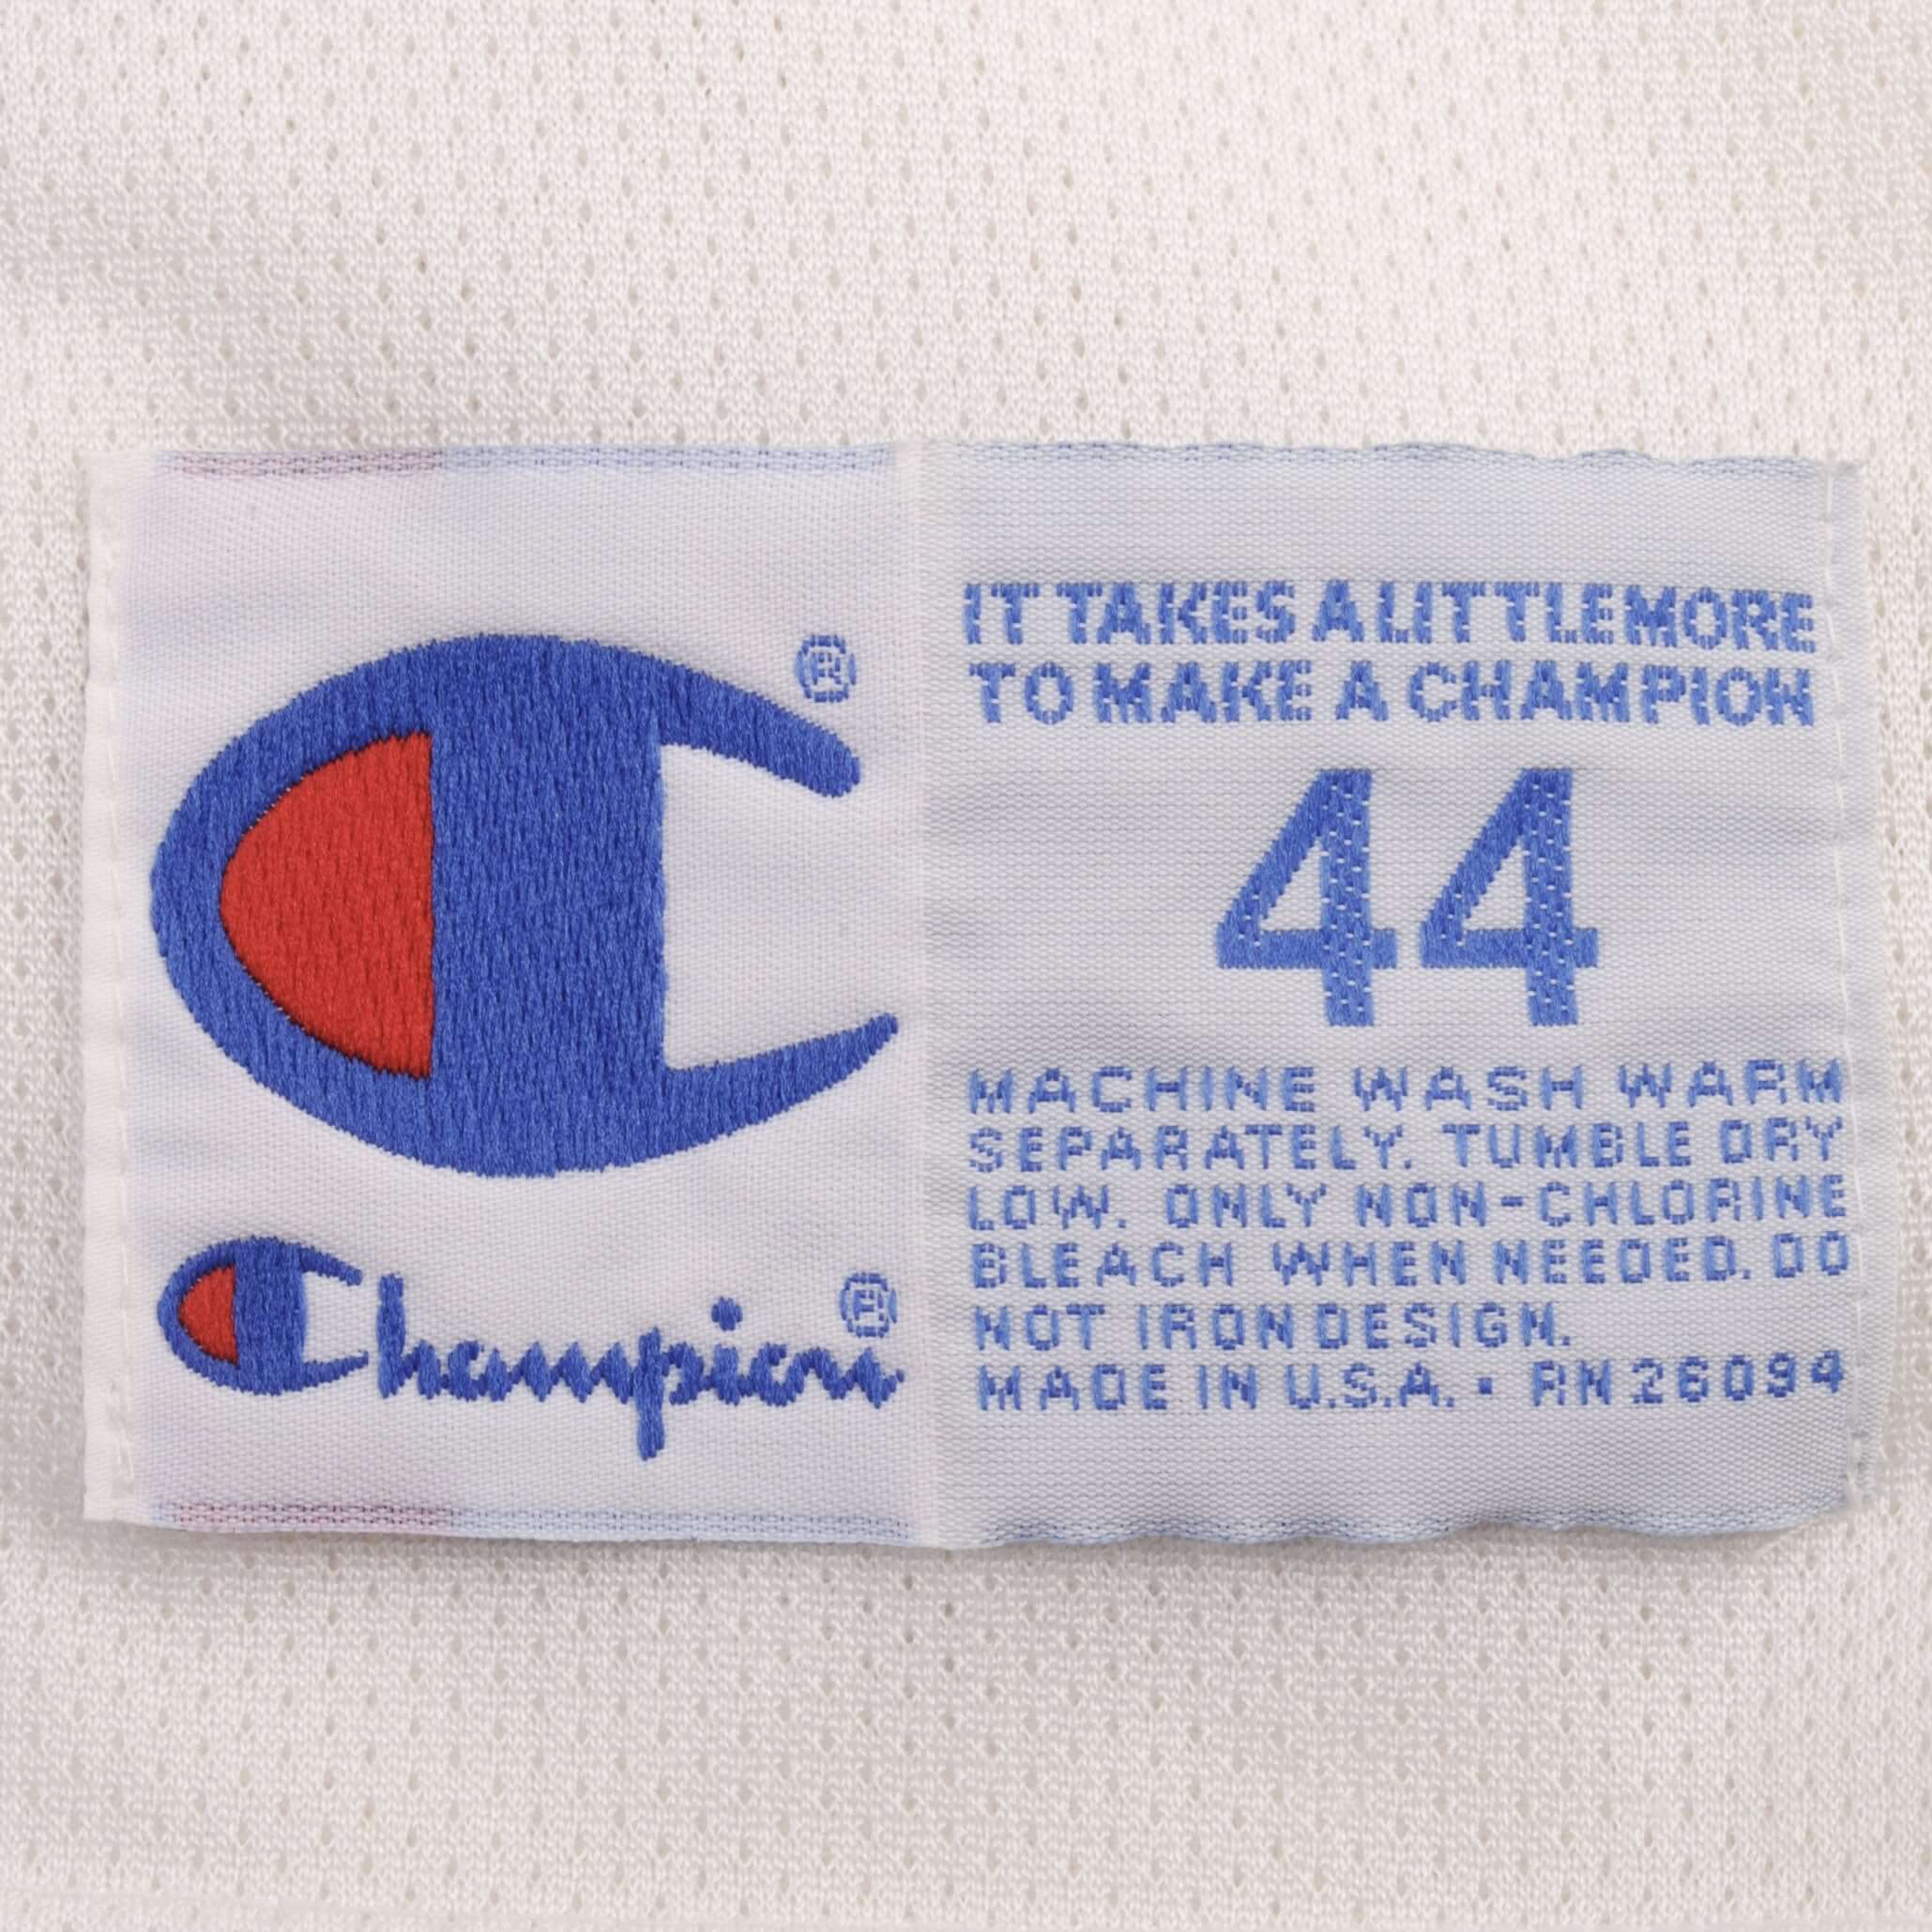 ®
Champion®
IT TAKES A LITTLE MORE
TO MAKE A CHAMPION
44
MACHINE WASH WARM
SEPARATELY. TUMBLE DRY
LOW. ONLY NON-CHLORINE
BLEACH WHEN NEEDED. DO
NOT IRON DESIGN.
MADE IN U.S.A. · RN 26094